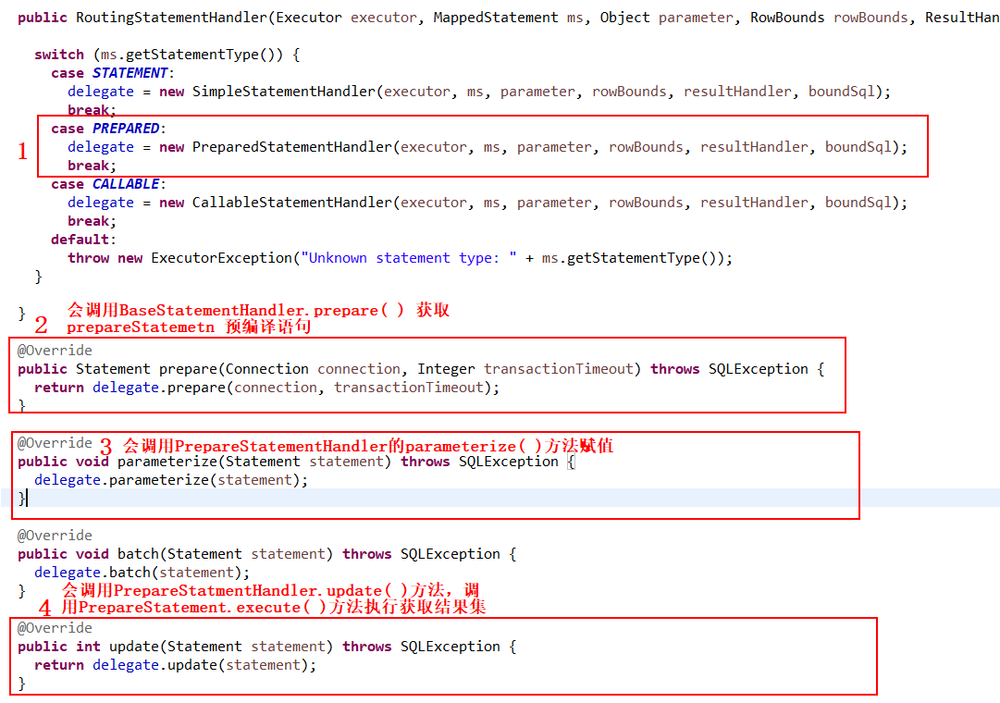 public RoutingStatementHandler(Executor executor, MappedStatement ms, Object parameter, RowBounds rowBounds, ResultHan
switch (ms.getStatementType()) {
case STATEMENT:
delegate = new SimpleStatementHandler(executor, ms, parameter, rowBounds, resultHandler, boundSql);
break;
case PREPARED:
1
delegate = new PreparedStatementHandler(executor, ms, parameter, rowBounds, resultHandler, boundSql);
break;
case CALLABLE:
delegate = new CallableStatementHandler(executor, ms, parameter, rowBounds, resultHandler, boundSql);
break;
default:
throw new ExecutorException("Unknown statement type: " + ms.getStatementType());
}
}
2
会调用BaseStatementHandler.prepare( ) 获取
prepareStatemetn 预编译语句
@Override
public Statement prepare(Connection connection, Integer transactionTimeout) throws SQLException {
return delegate.prepare(connection, transactionTimeout);
}
@Override 3 会调用PrepareStatementHandler的parameterize( )方法赋值
public void parameterize(Statement statement) throws SQLException {
delegate.parameterize(statement);
}
@Override
public void batch(Statement statement) throws SQLException {
delegate.batch(statement);
}
会调用PrepareStatmentHandler.update( )方法，调
4 用PrepareStatement.execute( )方法执行获取结果集
@Override
public int update(Statement statement) throws SQLException {
return delegate.update(statement);
}